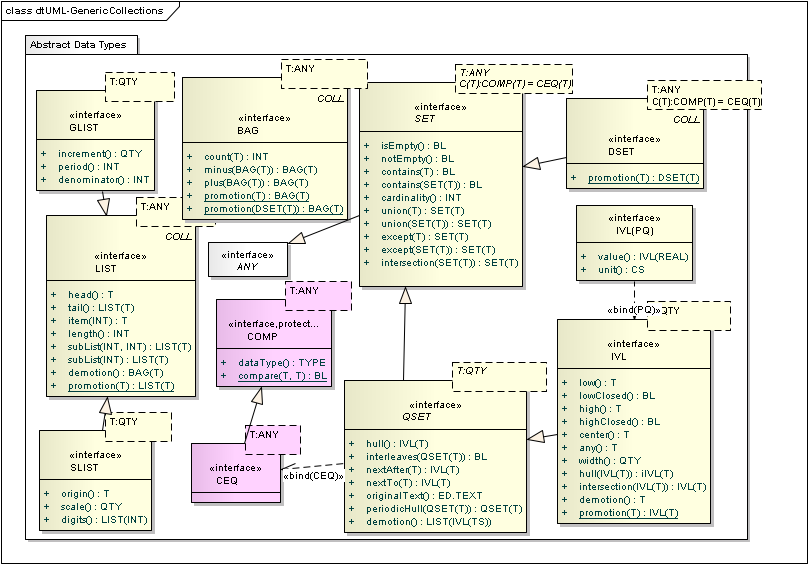 class dtUML-GenericCollections
Abstract Data Types
T:QTY
«interface»
GLIST
+ increment() : QTY
+ period() : INT
+ denominator() : INT
T:ANY
COLL
«interface»
BAG
+ count(T) : INT
+ minus(BAG(T)) : BAG(T)
+ plus(BAG(T)) : BAG(T)
+ promotion(T) : BAG(T)
+ promotion(DSET(T)) : BAG(T)
T:ANY
C(T):COMP(T) = CEQ(T)
«interface»
SET
+ isEmpty() : BL
+ notEmpty() : BL
+ contains(T) : BL
+ contains(SET(T)) : BL
+ cardinality() : INT
+ union(T) : SET(T)
+ union(SET(T)) : SET(T)
+ except(T) : SET(T)
+ except(SET(T)) : SET(T)
+ intersection(SET(T)) : SET(T)
T:ANY
C(T):COMP(T) = CEQ(T)
COLL
«interface»
DSET
+ promotion(T) : DSET(T)
T:ANY
COLL
«interface»
LIST
+ head() : T
+ tail() : LIST(T)
+ item(INT) : T
+ length() : INT
+ subList(INT, INT) : LIST(T)
+ subList(INT) : LIST(T)
+ demotion() : BAG(T)
+ promotion(T) : LIST(T)
«interface»
ANY
«interface»
IVL(PQ)
+ value() : IVL(REAL)
+ unit() : CS
T:ANY
«interface,protect...
COMP
+ dataType() : TYPE
+ compare(T, T) : BL
«bind(PQ)»
QTY
«interface»
IVL
+ low() : T
+ lowClosed() : BL
+ high() : T
+ highClosed() : BL
+ center() : T
+ any() : T
+ width() : QTY
+ hull(IVL(T)) : iIVL(T)
+ intersection(IVL(T)) : IVL(T)
+ demotion() : T
+ promotion(T) : IVL(T)
T:QTY
«interface»
QSET
+ hull() : IVL(T)
+ interleaves(QSET(T)) : BL
+ nextAfter(T) : IVL(T)
+ nextTo(T) : IVL(T)
+ originalText() : ED.TEXT
+ periodicHull(QSET(T)) : QSET(T)
+ demotion() : LIST(IVL(TS))
T:QTY
«interface»
SLIST
+ origin() : T
+ scale() : QTY
+ digits() : LIST(INT)
T:ANY
«interface»
CEQ
«bind(CEQ)»